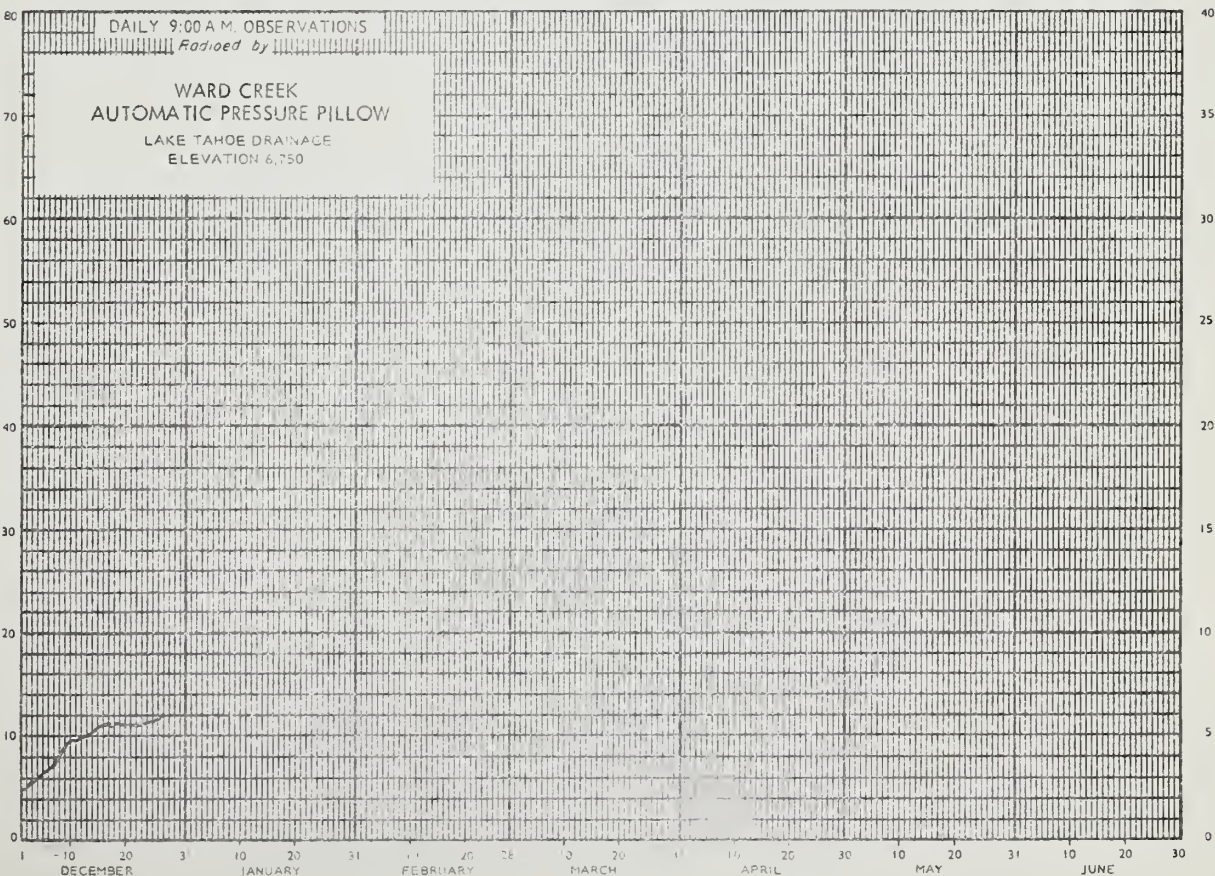 80 40
DAILY 9:00 A.M. OBSERVATIONS
Radioed by
WARD CREEK
AUTOMATIC PRESSURE PILLOW
LAKE TAHOE DRAINAGE
ELEVATION 6,750
70 35
60 30
50 25
40 20
30 15
20 10
10 5
0 0
1 10 20 31 10 20 31 20 28 20 20 30 10 20 31 10 20 30
DECEMBER JANUARY FEBRUARY MARCH APRIL MAY JUNE